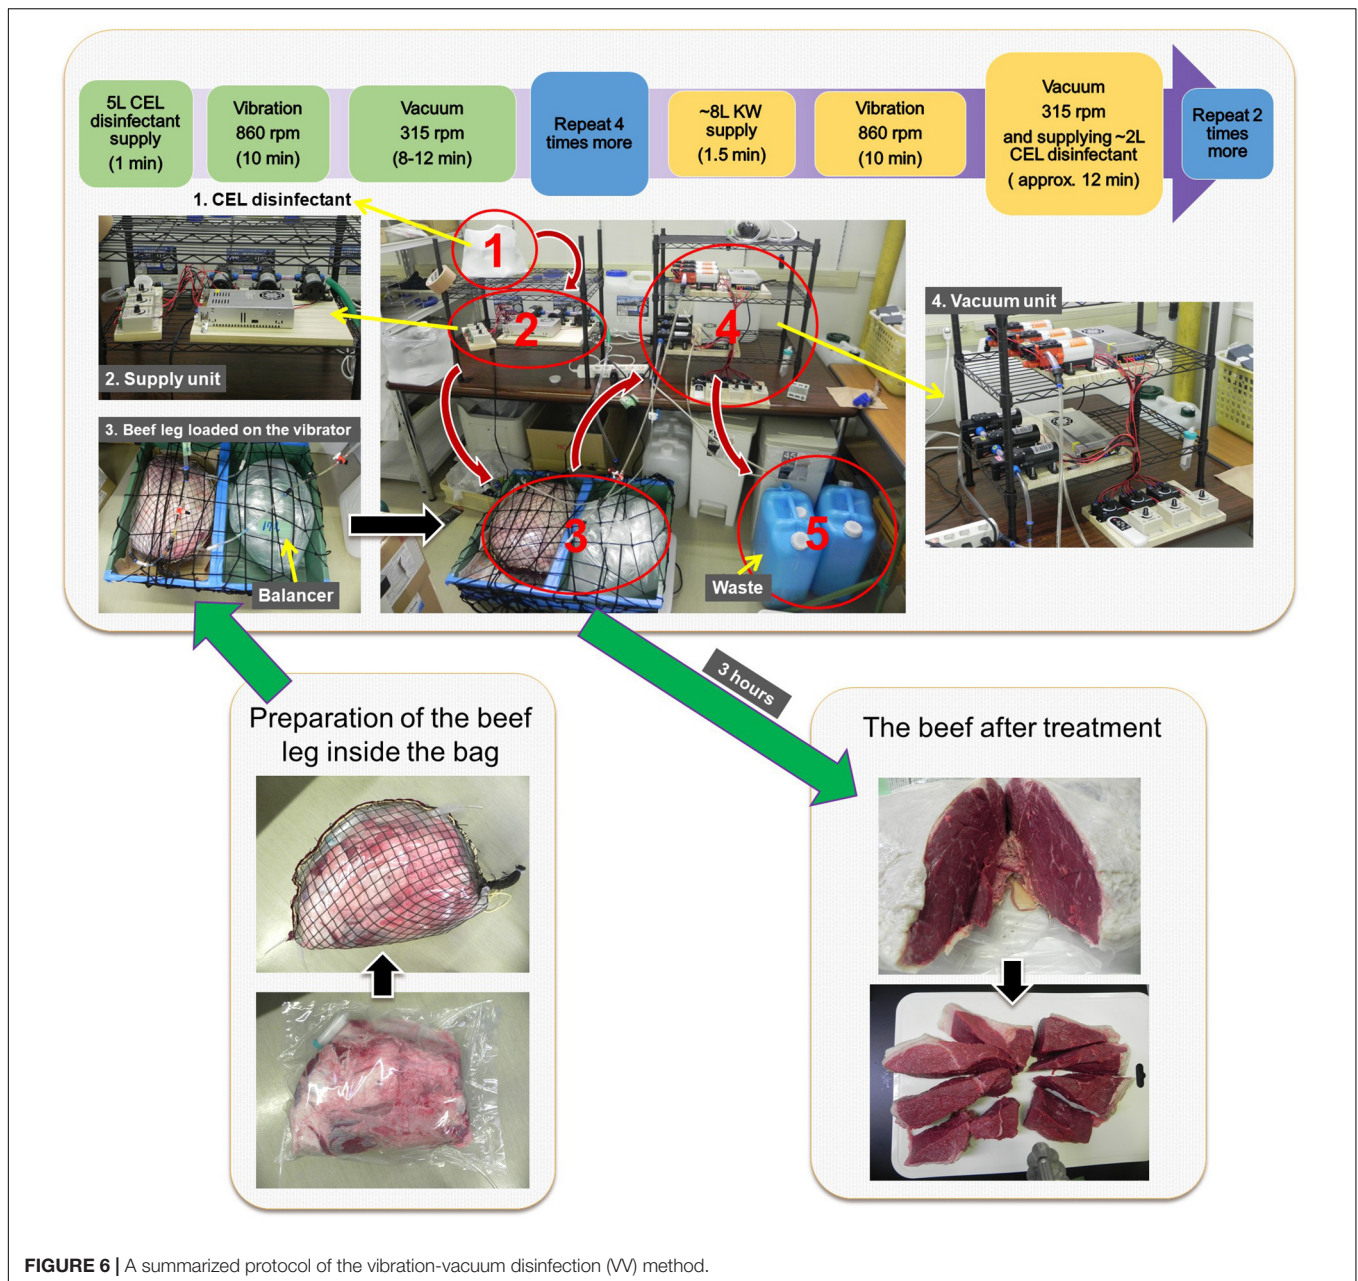 5L CEL
disinfectant
supply
(1 min)
Vibration
860 rpm
(10 min)
Vacuum
315 rpm
(8-12 min)
Repeat 4
times more
~8L KW
supply
(1.5 min)
Vibration
860 rpm
(10 min)
Vacuum
315 rpm
and supplying ~2L
CEL disinfectant
( approx. 12 min)
Repeat 2
times
more
1. CEL disinfectant
1
2
4
2. Supply unit
4. Vacuum unit
3. Beef leg loaded on the vibrator
3
5
Balancer
Waste
3 hours
Preparation of the beef
leg inside the bag
The beef after treatment
FIGURE 6 | A summarized protocol of the vibration-vacuum disinfection (VV) method.